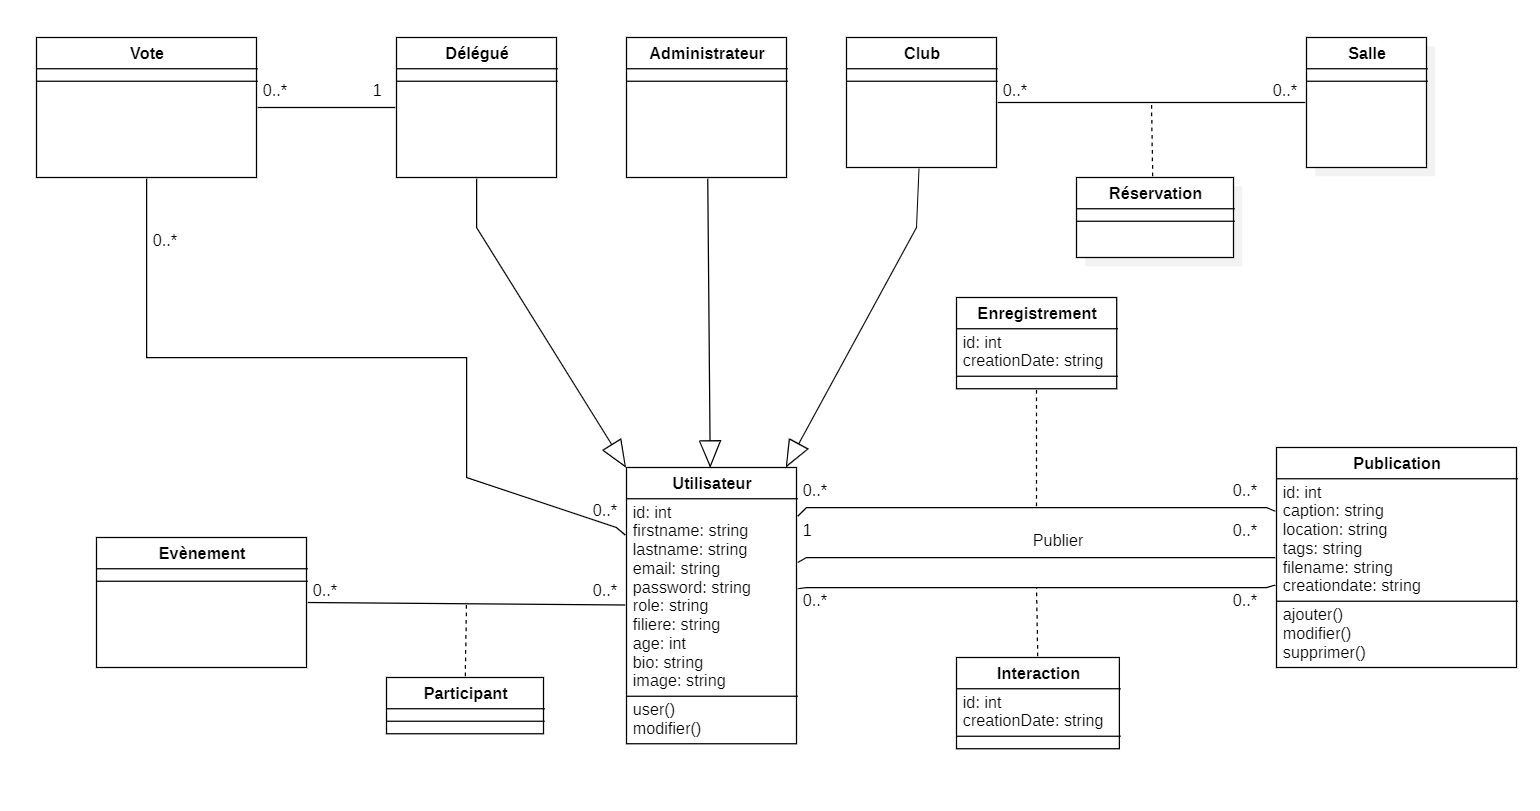 Vote
Délégué
Administrateur
Club
Salle
0..*
1
0..*
0..*
Réservation
0..*
Enregistrement
id: int
creationDate: string
Utilisateur
id: int
firstname: string
lastname: string
email: string
password: string
role: string
filiere: string
age: int
bio: string
image: string
user()
modifier()
0..*
0..*
0..*
1
Publier
0..*
0..*
0..*
Publication
id: int
caption: string
location: string
tags: string
filename: string
creationdate: string
ajouter()
modifier()
supprimer()
Evènement
0..*
0..*
Participant
Interaction
id: int
creationDate: string